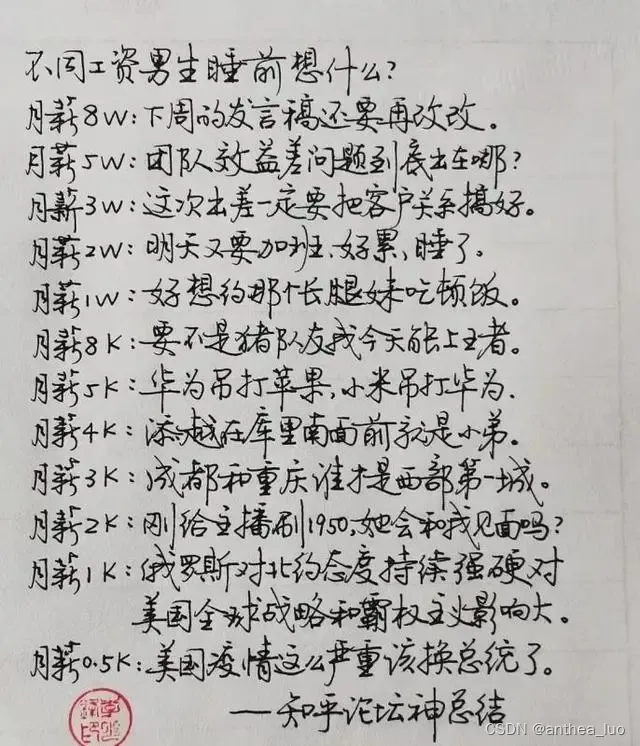 不同工资男生睡前想什么?
月薪8W:下周的发言稿还要再改改。
月薪5W:团队效益差问题到底出在哪?
月薪3W:这次出差一定要把客户关系搞好。
月薪2W:明天又要加班、好累,睡了.
月薪1W:好想约那个长腿妹吃顿饭。
月薪8K:要不是猪队友我今天能上王者。
月薪5K:华为吊打苹果,小米吊打华为.
月薪4K:添越在库里南面前就是小弟。
月薪3K:成都和重庆谁才是西部第一城。
月薪2K:刚给主播刷1950,她会和我见面吗?
月薪1K:俄罗斯对北约态度持续强硬,对
美国全球战略和霸权主义影响大。
月薪0.5K:美国疫情这么严重该换总统了。
——知乎论坛神总结
CSDN @anthea_luo